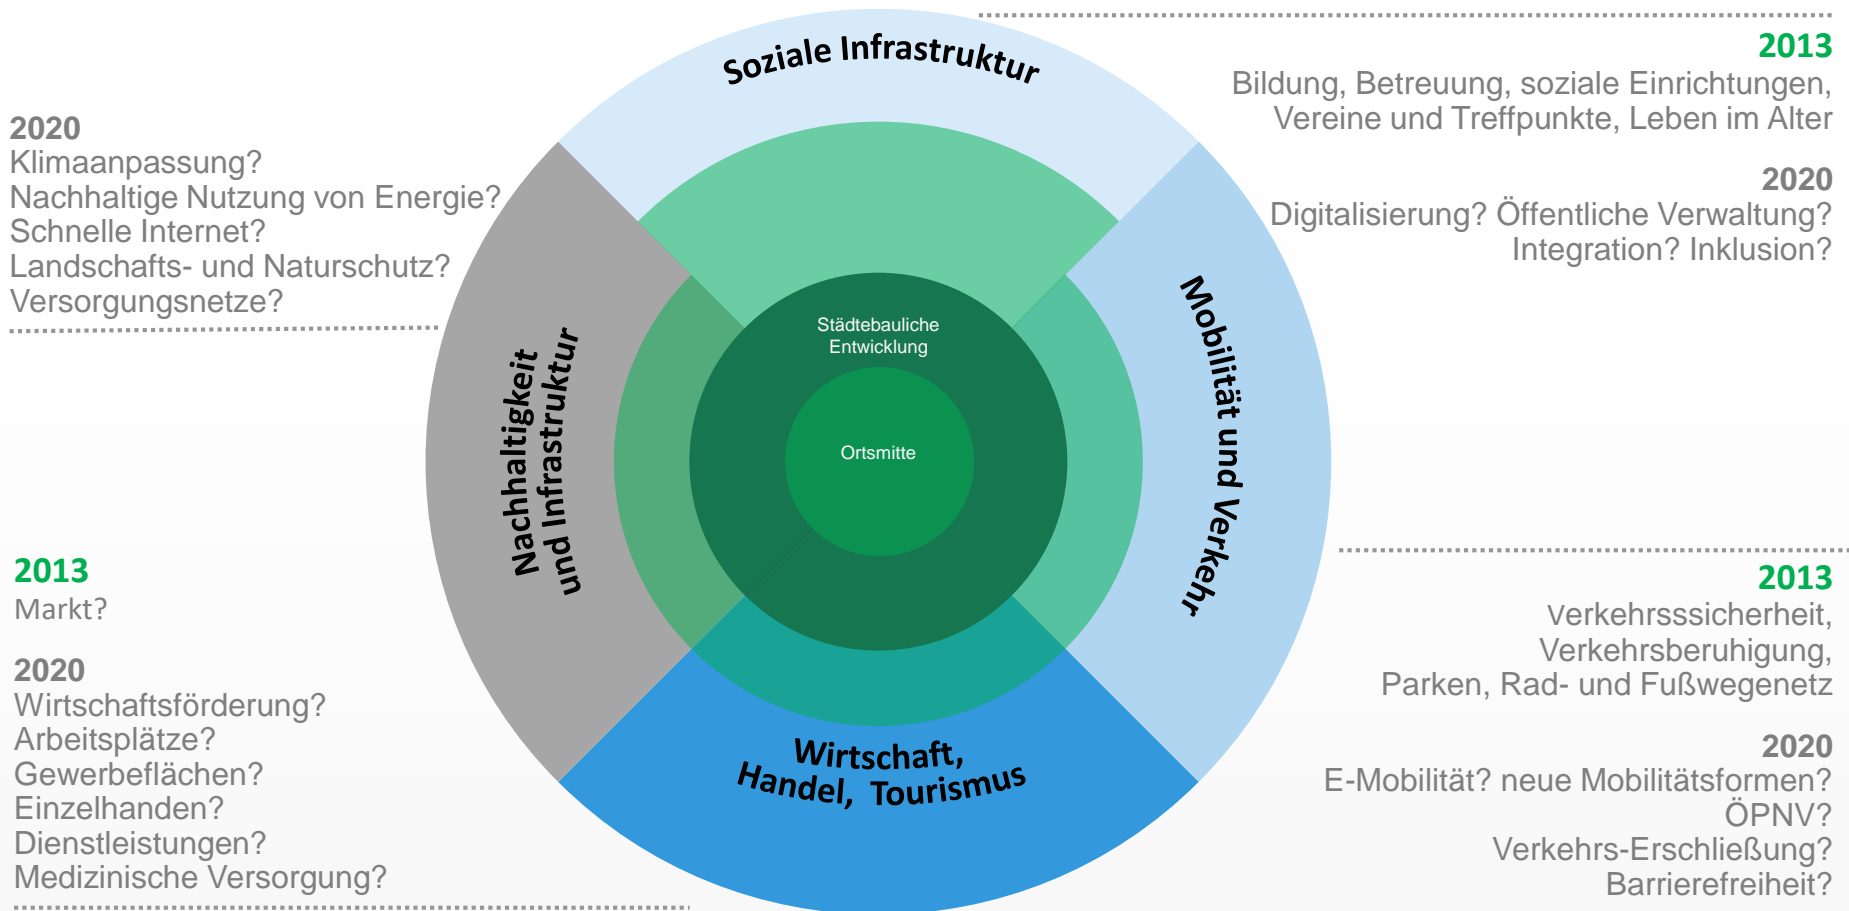 Soziale Infrastruktur
2013
Bildung, Betreuung, soziale Einrichtungen,
Vereine und Treffpunkte, Leben im Alter
2020
Digitalisierung? Öffentliche Verwaltung?
Integration? Inklusion?
2020
Klimaanpassung?
Nachhaltige Nutzung von Energie?
Schnelle Internet?
Landschafts- und Naturschutz?
Versorgungsnetze?
Nachhaltigkeit
und Infrastruktur
Städtebauliche
Entwicklung
Ortsmitte
Mobilität und Verkehr
2013
Markt?
2020
Wirtschaftsförderung?
Arbeitsplätze?
Gewerbeflächen?
Einzelhanden?
Dienstleistungen?
Medizinische Versorgung?
Wirtschaft,
Handel, Tourismus
2013
Verkehrsssicherheit,
Verkehrsberuhigung,
Parken, Rad- und Fußwegenetz
2020
E-Mobilität? neue Mobilitätsformen?
ÖPNV?
Verkehrs-Erschließung?
Barrierefreiheit?